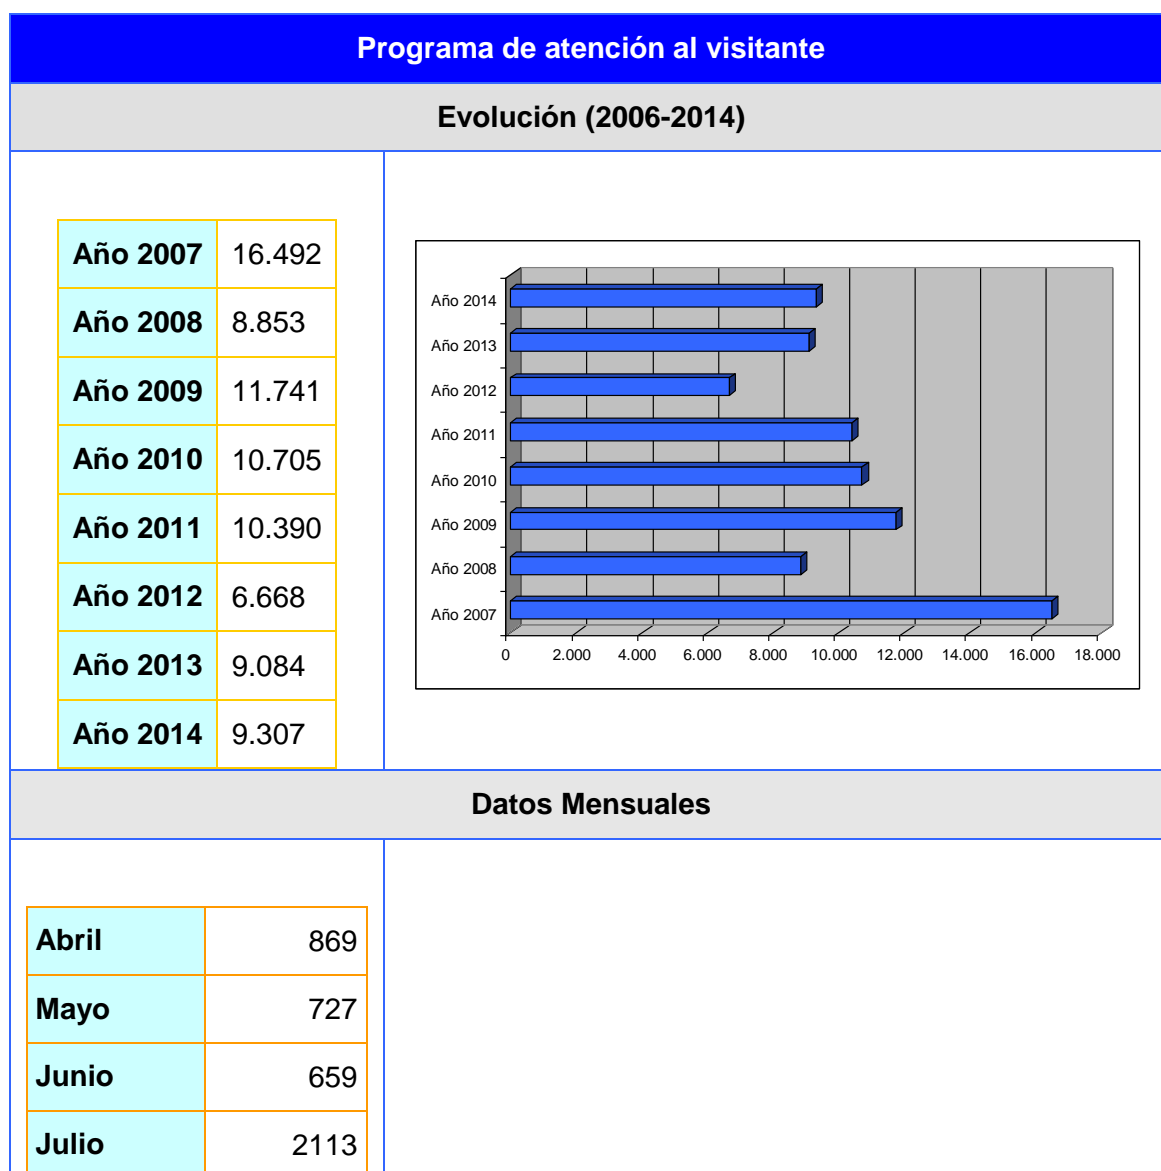 Programa de atención al visitante
Evolución (2006-2014)
Año 2007 16.492
Año 2008 8.853
Año 2009 11.741
Año 2010 10.705
Año 2011 10.390
Año 2012 6.668
Año 2013 9.084
Año 2014 9.307
Año 2014
Año 2013
Año 2012
Año 2011
Año 2010
Año 2009
Año 2008
Año 2007
0 2.000 4.000 6.000 8.000 10.000 12.000 14.000 16.000 18.000
Datos Mensuales
Abril 869
Mayo 727
Junio 659
Julio 2113